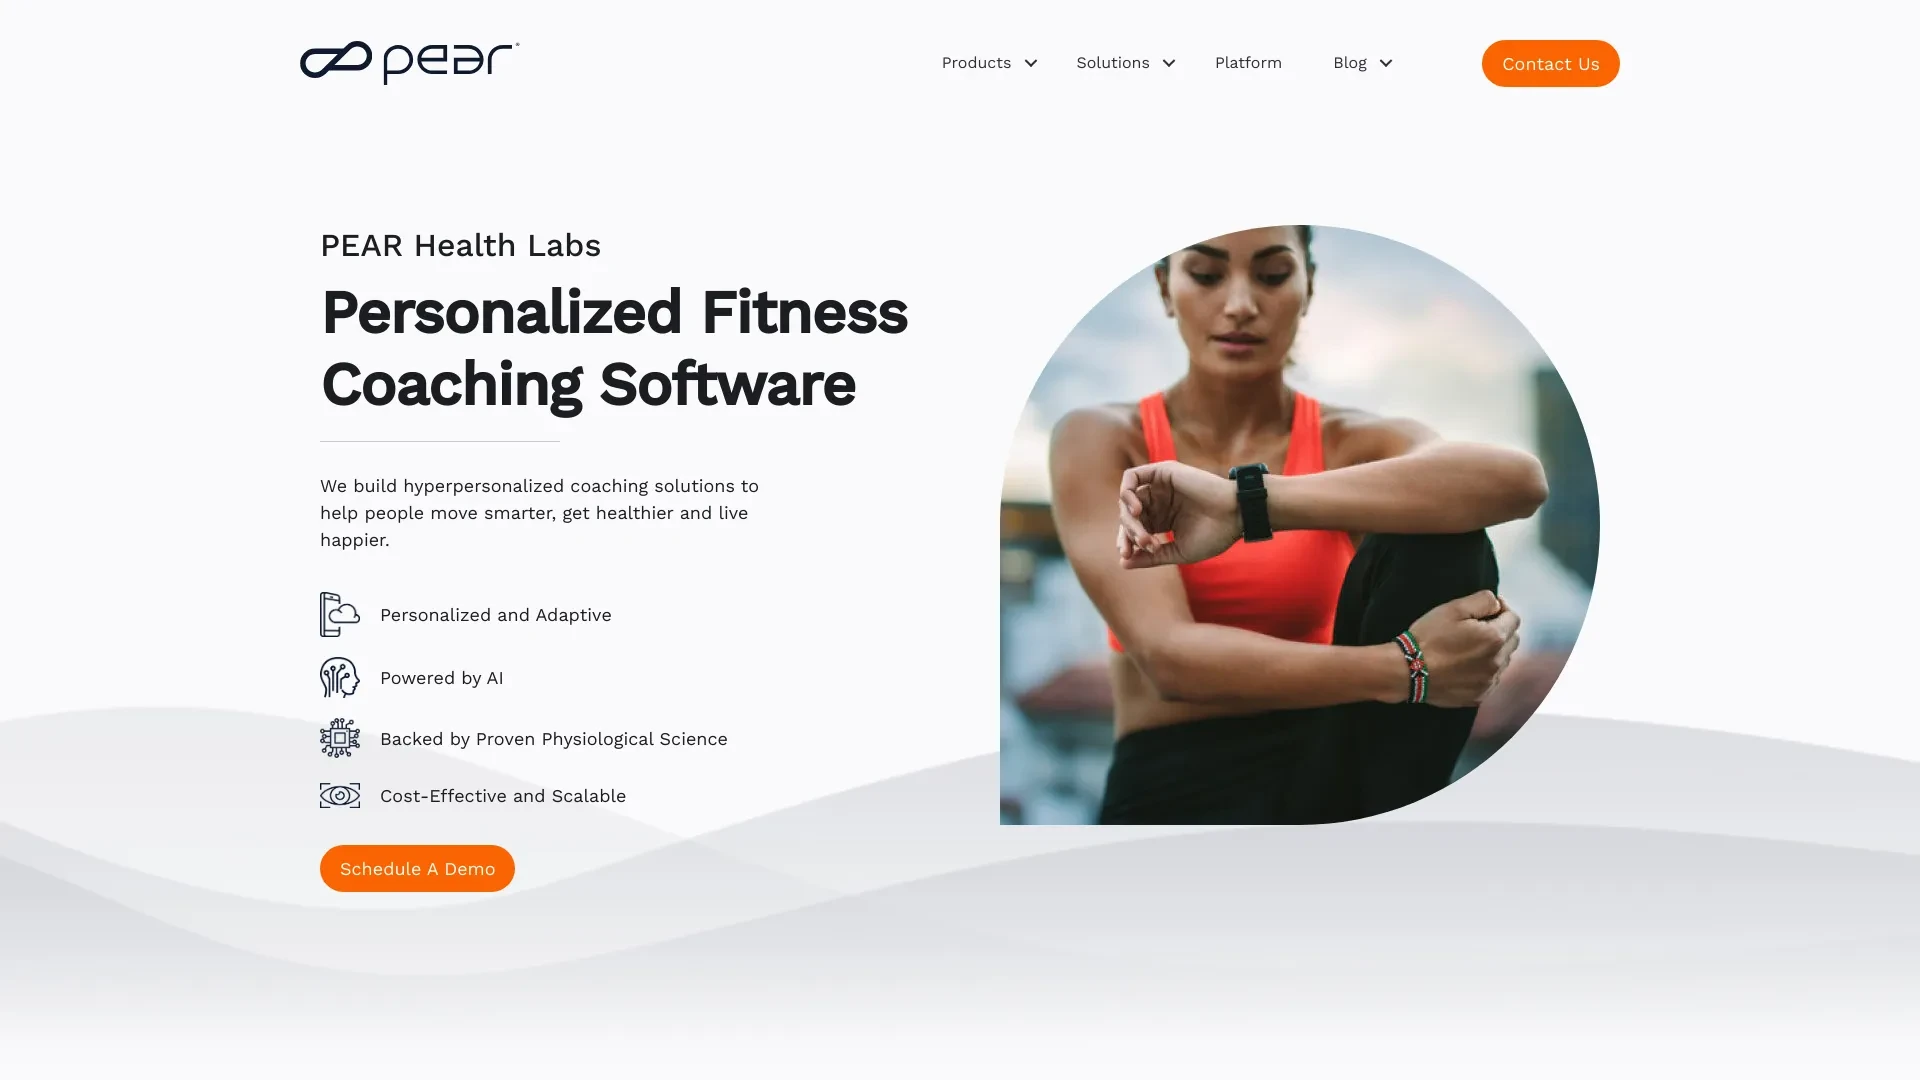 pear
Products
Solutions
Platform
Blog
Contact Us
PEAR Health Labs
Personalized Fitness
Coaching Software
We build hyperpersonalized coaching solutions to
help people move smarter, get healthier and live
happier.
Personalized and Adaptive
Powered by AI
Backed by Proven Physiological Science
Cost-Effective and Scalable
Schedule A Demo